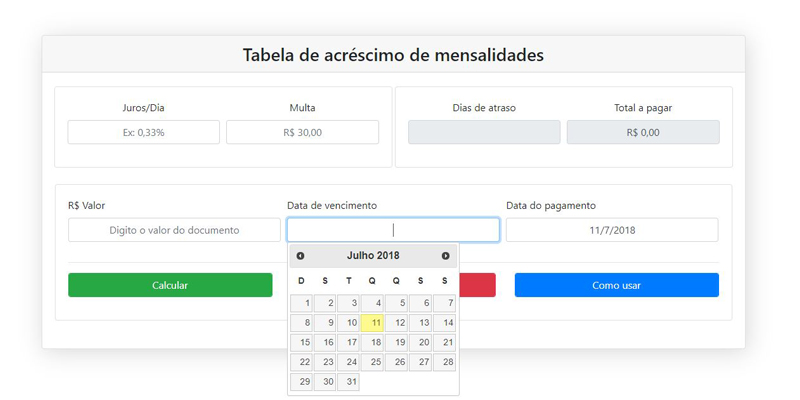 Tabela de acréscimo de mensalidades
Juros/Dia Multa Dias de atraso Total a pagar
Ex: 0,33% R$ 30,00 R$ 0,00
R$ Valor Data de vencimento Data do pagamento
Digito o valor do documento 11/7/2018
Julho 2018
D S T Q Q S S
1 2 3 4 5 6 7
8 9 10 11 12 13 14
15 16 17 18 19 20 21
22 23 24 25 26 27 28
29 30 31
Calcular Como usar